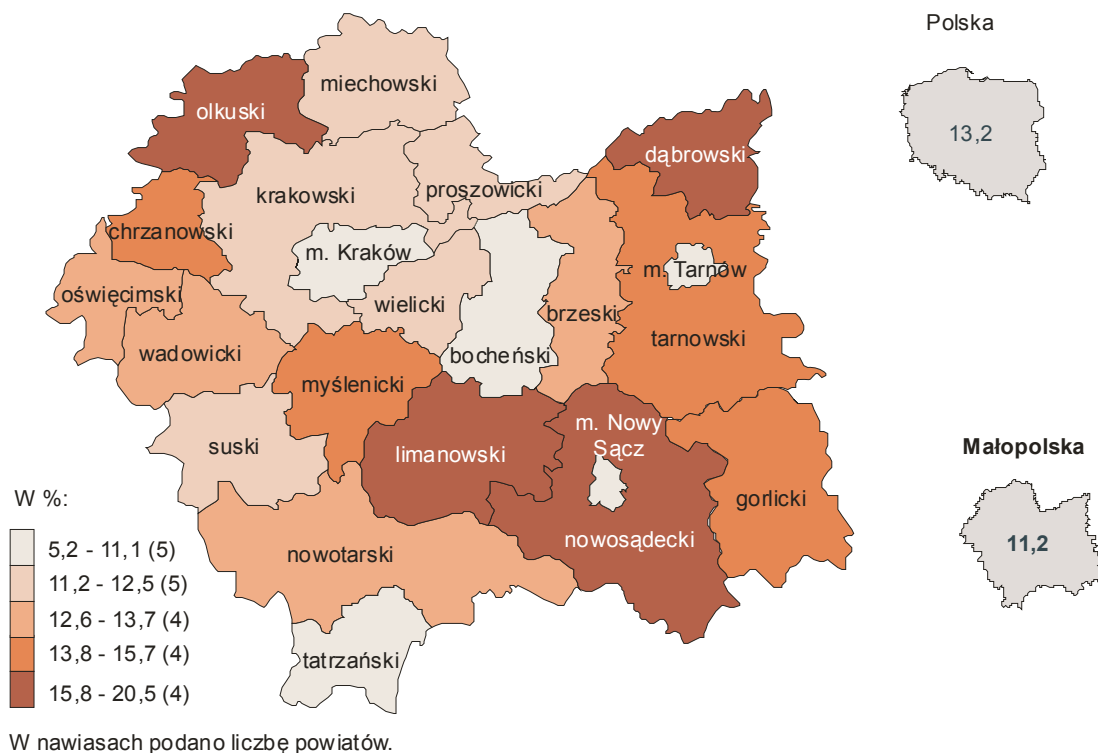 Polska
miechowski
olkuski
13,2
dąbrowski
krakowski
proszowicki
chrzanowski
m. Kraków
m. Tarnów
oświęcimski
wielicki
brzeski
tarnowski
wadowicki
bocheński
myślenicki
m. Nowy
Sącz
suski
limanowski
Małopolska
W %:
gorlicki
5,2 - 11,1 (5)
nowotarski
nowosądecki
11,2
11,2 - 12,5 (5)
12,6 - 13,7 (4)
13,8 - 15,7 (4)
tatrzański
15,8 - 20,5 (4)
W nawiasach podano liczbę powiatów.